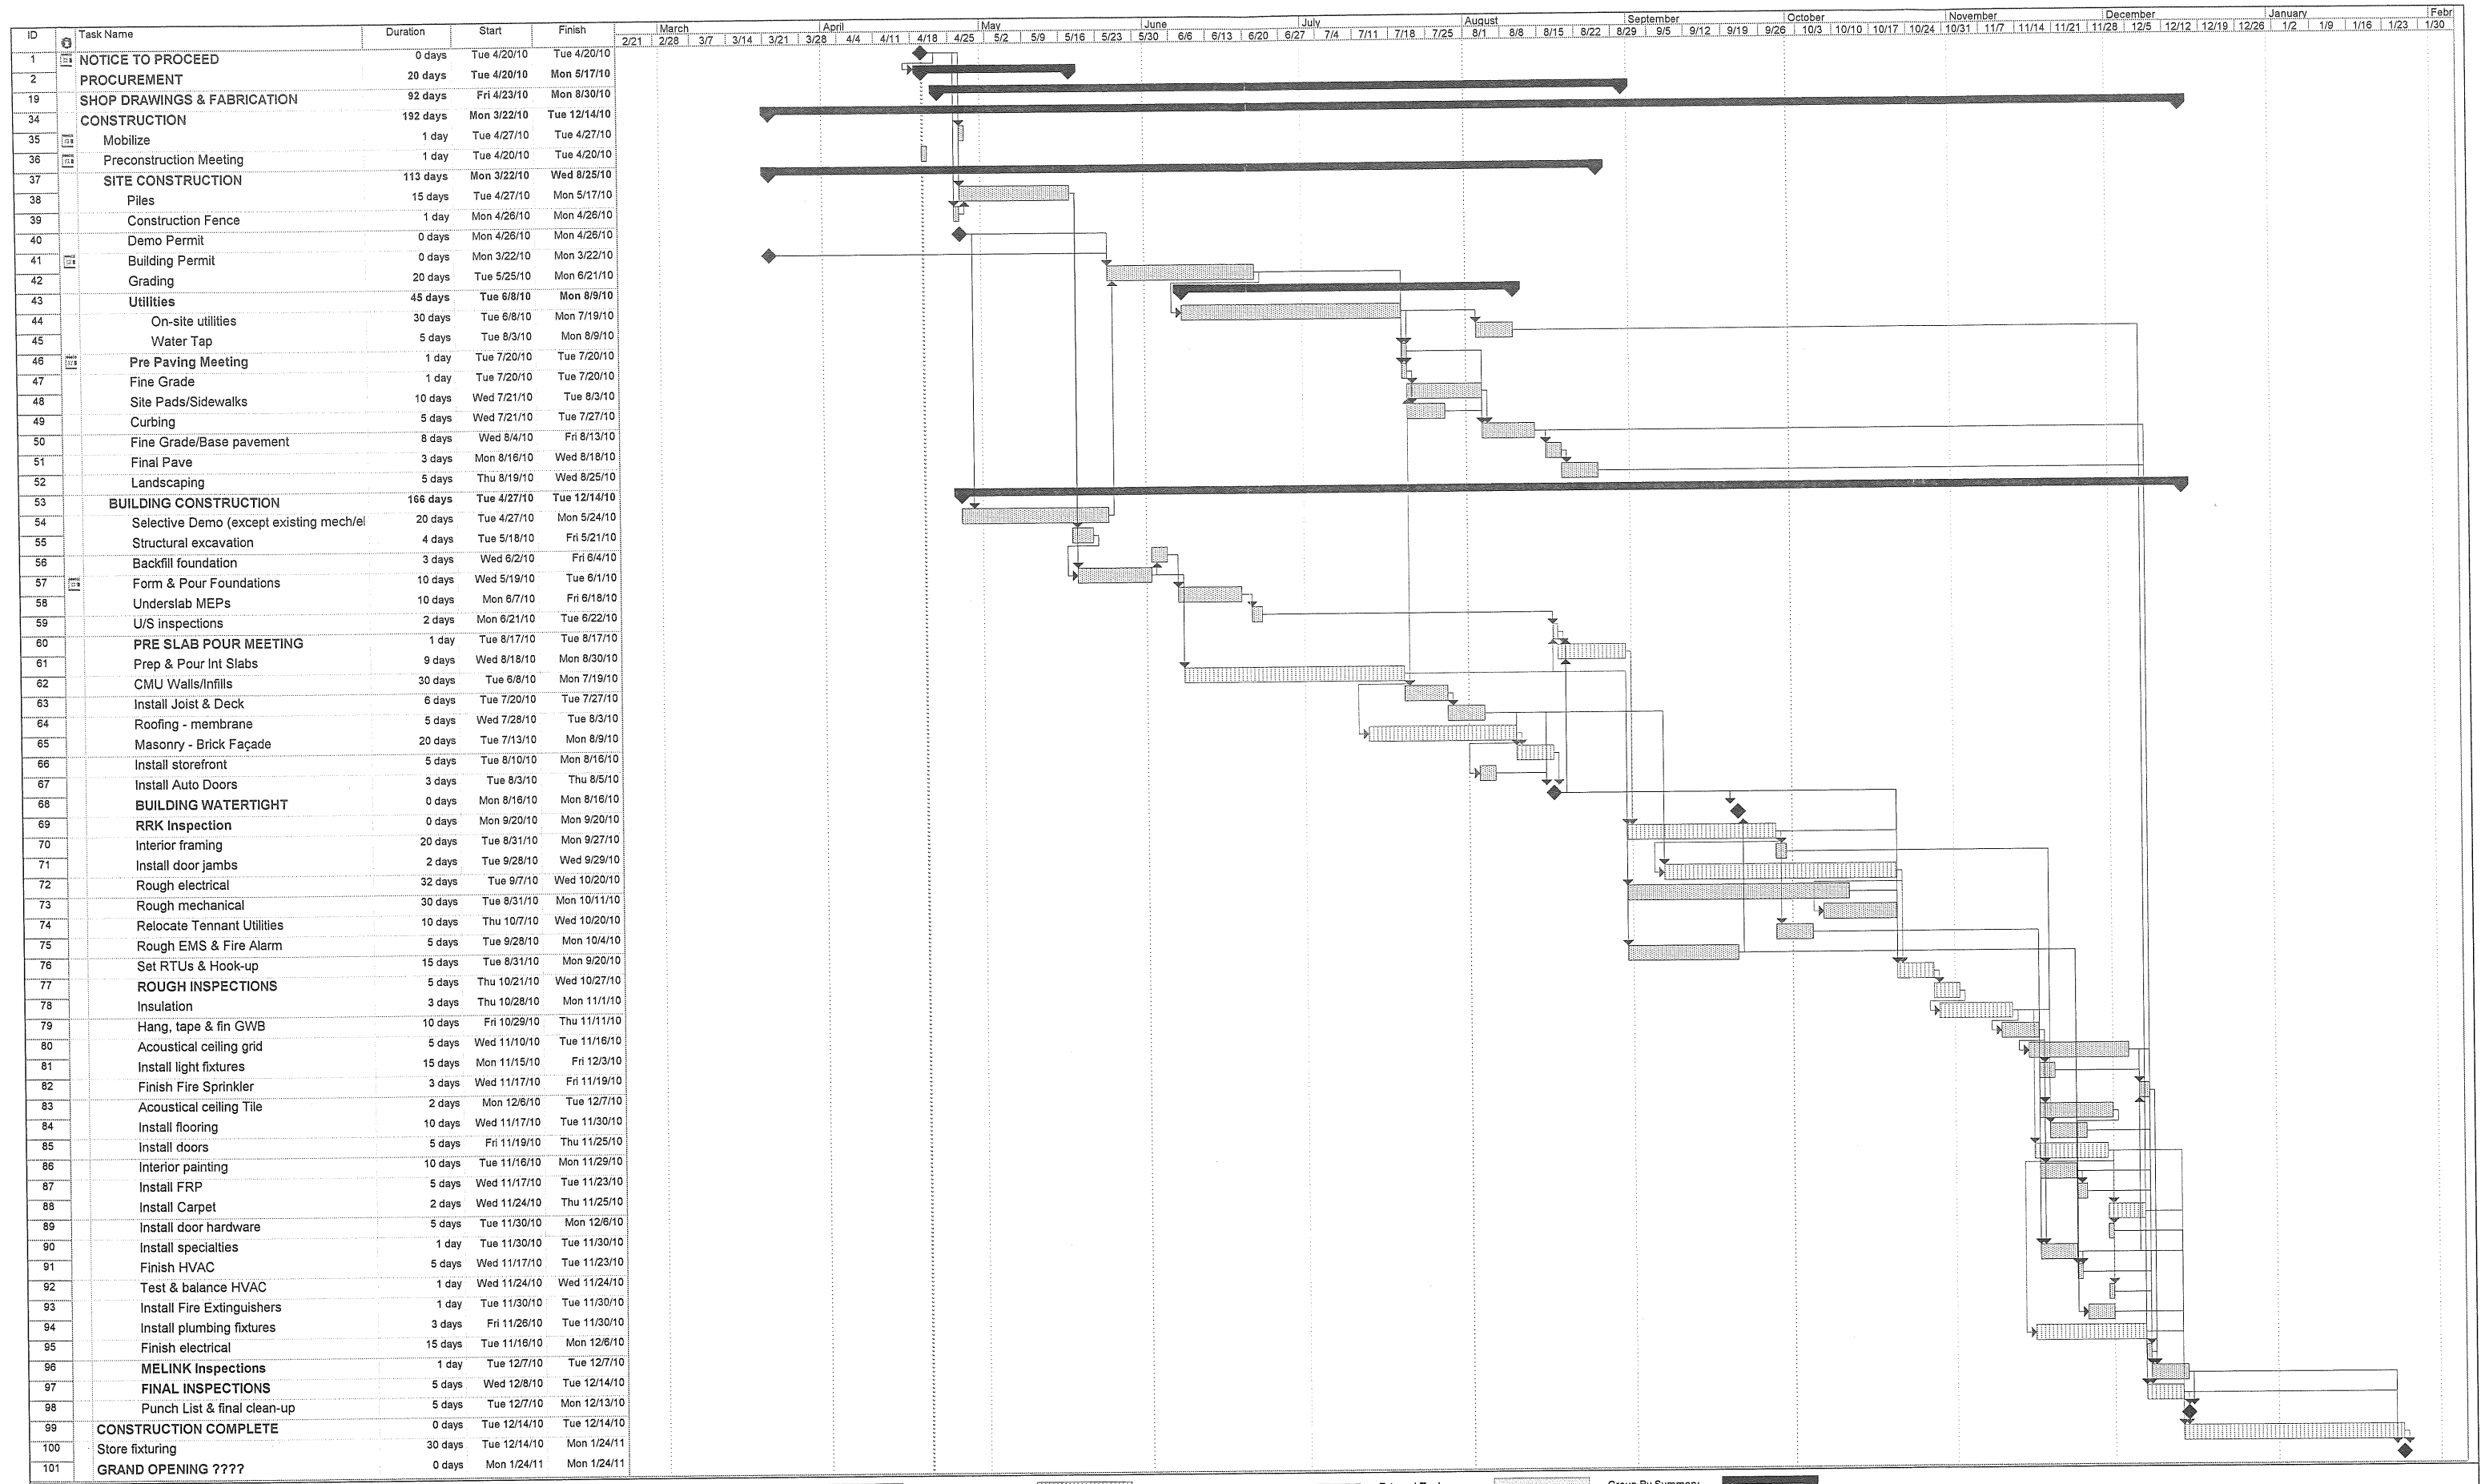 March April May June July August September October November December January Febr
ID Task Name Duration Start Finish 2/21 2/28 3/7 3/14 3/21 3/28 4/4 4/11 4/18 4/25 5/2 5/9 5/16 5/23 5/30 6/6 6/13 6/20 6/27 7/4 7/11 7/18 7/25 8/1 8/8 8/15 8/22 8/29 9/5 9/12 9/19 9/26 10/3 10/10 10/17 10/24 10/31 11/7 11/14 11/21 11/28 12/5 12/12 12/19 12/26 1/2 1/9 1/16 1/23 1/30
1 NOTICE TO PROCEED 0 days Tue 4/20/10 Tue 4/20/10
2 PROCUREMENT 20 days Tue 4/20/10 Mon 5/17/10
19 SHOP DRAWINGS & FABRICATION 92 days Fri 4/23/10 Mon 8/30/10
34 CONSTRUCTION 192 days Mon 3/22/10 Tue 12/14/10
35 Mobilize 1 day Tue 4/27/10 Tue 4/27/10
36 Preconstruction Meeting 1 day Tue 4/20/10 Tue 4/20/10
37 SITE CONSTRUCTION 113 days Mon 3/22/10 Wed 8/25/10
38 Piles 15 days Tue 4/27/10 Mon 5/17/10
39 Construction Fence 1 day Mon 4/26/10 Mon 4/26/10
40 Demo Permit 0 days Mon 4/26/10 Mon 4/26/10
41 Building Permit 0 days Mon 3/22/10 Mon 3/22/10
42 Grading 20 days Tue 5/25/10 Mon 6/21/10
43 Utilities 45 days Tue 6/8/10 Mon 8/9/10
44 On-site utilities 30 days Tue 6/8/10 Mon 7/19/10
45 Water Tap 5 days Tue 8/3/10 Mon 8/9/10
46 Pre Paving Meeting 1 day Tue 7/20/10 Tue 7/20/10
47 Fine Grade 1 day Tue 7/20/10 Tue 7/20/10
48 Site Pads/Sidewalks 10 days Wed 7/21/10 Tue 8/3/10
49 Curbing 5 days Wed 7/21/10 Tue 7/27/10
50 Fine Grade/Base pavement 8 days Wed 8/4/10 Fri 8/13/10
51 Final Pave 3 days Mon 8/16/10 Wed 8/18/10
52 Landscaping 5 days Thu 8/19/10 Wed 8/25/10
53 BUILDING CONSTRUCTION 166 days Tue 4/27/10 Tue 12/14/10
54 Selective Demo (except existing mech/el 20 days Tue 4/27/10 Mon 5/24/10
55 Structural excavation 4 days Tue 5/18/10 Fri 5/21/10
56 Backfill foundation 3 days Wed 6/2/10 Fri 6/4/10
57 Form & Pour Foundations 10 days Wed 5/19/10 Tue 6/1/10
58 Underslab MEPs 10 days Mon 6/7/10 Fri 6/18/10
59 U/S inspections 2 days Mon 6/21/10 Tue 6/22/10
60 PRE SLAB POUR MEETING 1 day Tue 8/17/10 Tue 8/17/10
61 Prep & Pour Int Slabs 9 days Wed 8/18/10 Mon 8/30/10
62 CMU Walls/Infills 30 days Tue 6/8/10 Mon 7/19/10
63 Install Joist & Deck 6 days Tue 7/20/10 Tue 7/27/10
64 Roofing - membrane 5 days Wed 7/28/10 Tue 8/3/10
65 Masonry - Brick Façade 20 days Tue 7/13/10 Mon 8/9/10
66 Install storefront 5 days Tue 8/10/10 Mon 8/16/10
67 Install Auto Doors 3 days Tue 8/3/10 Thu 8/5/10
68 BUILDING WATERTIGHT 0 days Mon 8/16/10 Mon 8/16/10
69 RRK Inspection 0 days Mon 9/20/10 Mon 9/20/10
70 Interior framing 20 days Tue 8/31/10 Mon 9/27/10
71 Install door jambs 2 days Tue 9/28/10 Wed 9/29/10
72 Rough electrical 32 days Tue 9/7/10 Wed 10/20/10
73 Rough mechanical 30 days Tue 8/31/10 Mon 10/11/10
74 Relocate Tennant Utilities 10 days Thu 10/7/10 Wed 10/20/10
75 Rough EMS & Fire Alarm 5 days Tue 9/28/10 Mon 10/4/10
76 Set RTUs & Hook-up 15 days Tue 8/31/10 Mon 9/20/10
77 ROUGH INSPECTIONS 5 days Thu 10/21/10 Wed 10/27/10
78 Insulation 3 days Thu 10/28/10 Mon 11/1/10
79 Hang, tape & fin GWB 10 days Fri 10/29/10 Thu 11/11/10
80 Acoustical ceiling grid 5 days Wed 11/10/10 Tue 11/16/10
81 Install light fixtures 15 days Mon 11/15/10 Fri 12/3/10
82 Finish Fire Sprinkler 3 days Wed 11/17/10 Fri 11/19/10
83 Acoustical ceiling Tile 2 days Mon 12/6/10 Tue 12/7/10
84 Install flooring 10 days Wed 11/17/10 Tue 11/30/10
85 Install doors 5 days Fri 11/19/10 Thu 11/25/10
86 Interior painting 10 days Tue 11/16/10 Mon 11/29/10
87 Install FRP 5 days Wed 11/17/10 Tue 11/23/10
88 Install Carpet 2 days Wed 11/24/10 Thu 11/25/10
89 Install door hardware 5 days Tue 11/30/10 Mon 12/6/10
90 Install specialties 1 day Tue 11/30/10 Tue 11/30/10
91 Finish HVAC 5 days Wed 11/17/10 Tue 11/23/10
92 Test & balance HVAC 1 day Wed 11/24/10 Wed 11/24/10
93 Install Fire Extinguishers 1 day Tue 11/30/10 Tue 11/30/10
94 Install plumbing fixtures 3 days Fri 11/26/10 Tue 11/30/10
95 Finish electrical 15 days Tue 11/16/10 Mon 12/6/10
96 MELINK Inspections 1 day Tue 12/7/10 Tue 12/7/10
97 FINAL INSPECTIONS 5 days Wed 12/8/10 Tue 12/14/10
98 Punch List & final clean-up 5 days Tue 12/7/10 Mon 12/13/10
99 CONSTRUCTION COMPLETE 0 days Tue 12/14/10 Tue 12/14/10
100 Store fixturing 30 days Tue 12/14/10 Mon 1/24/11
101 GRAND OPENING ???? 0 days Mon 1/24/11 Mon 1/24/11